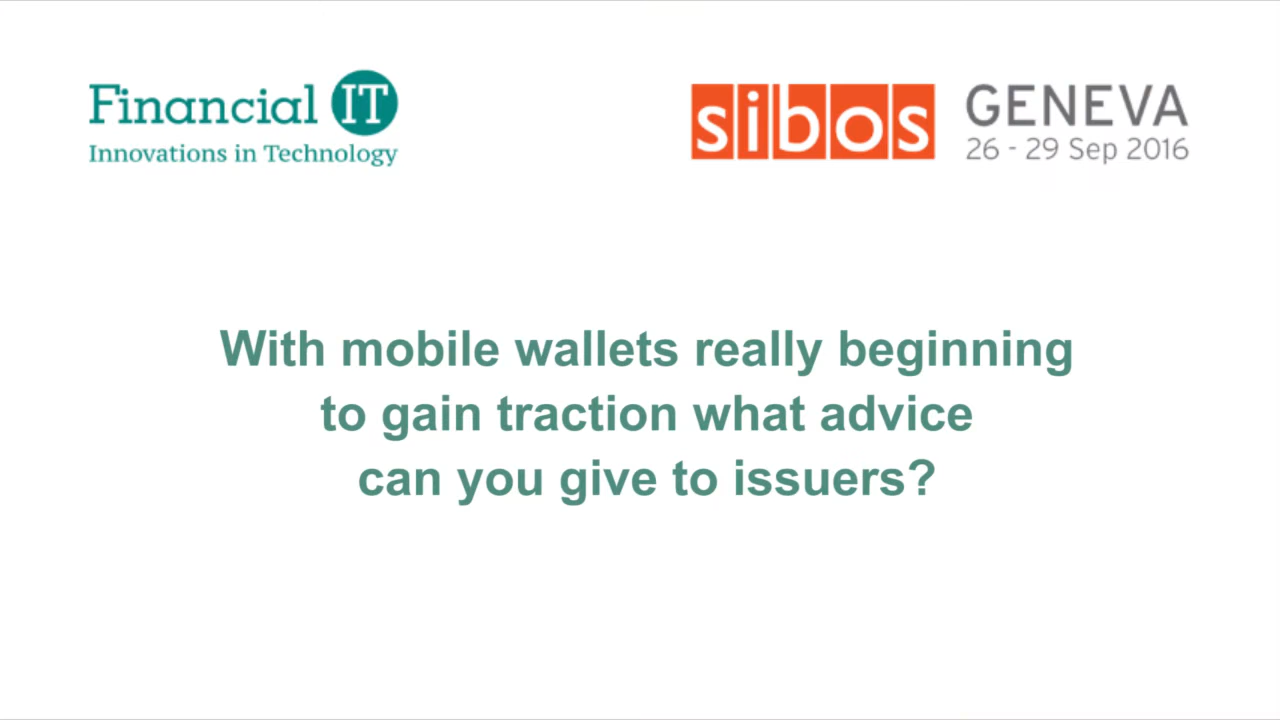 Financial IT
Innovations in Technology
sibos GENEVA
26 - 29 Sep 2016
With mobile wallets really beginning
to gain traction what advice
can you give to issuers?